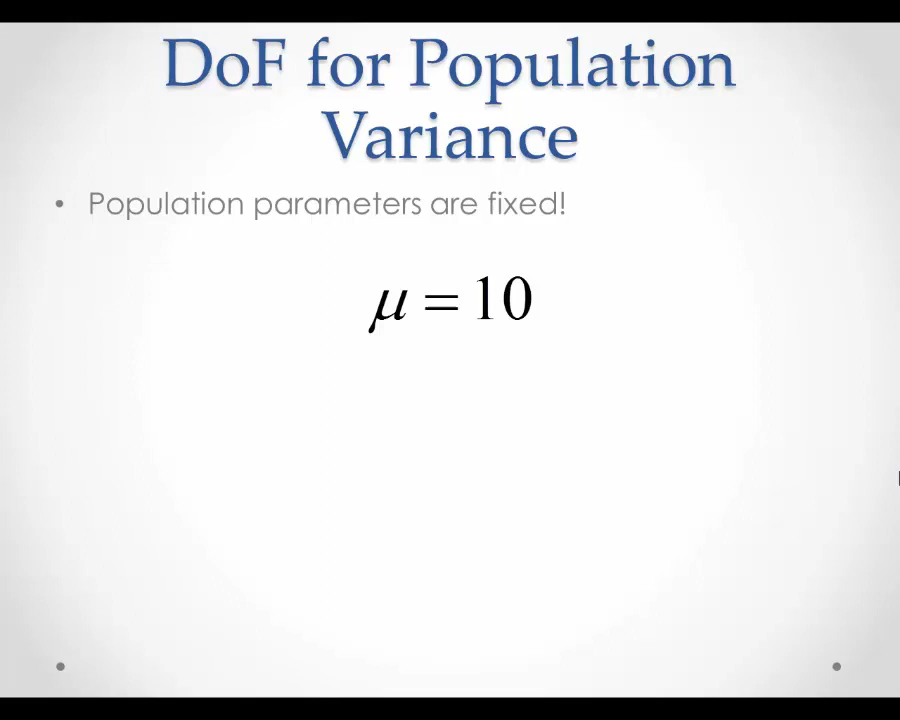 DoF for Population
Variance
• Population parameters are fixed!
μ = 10